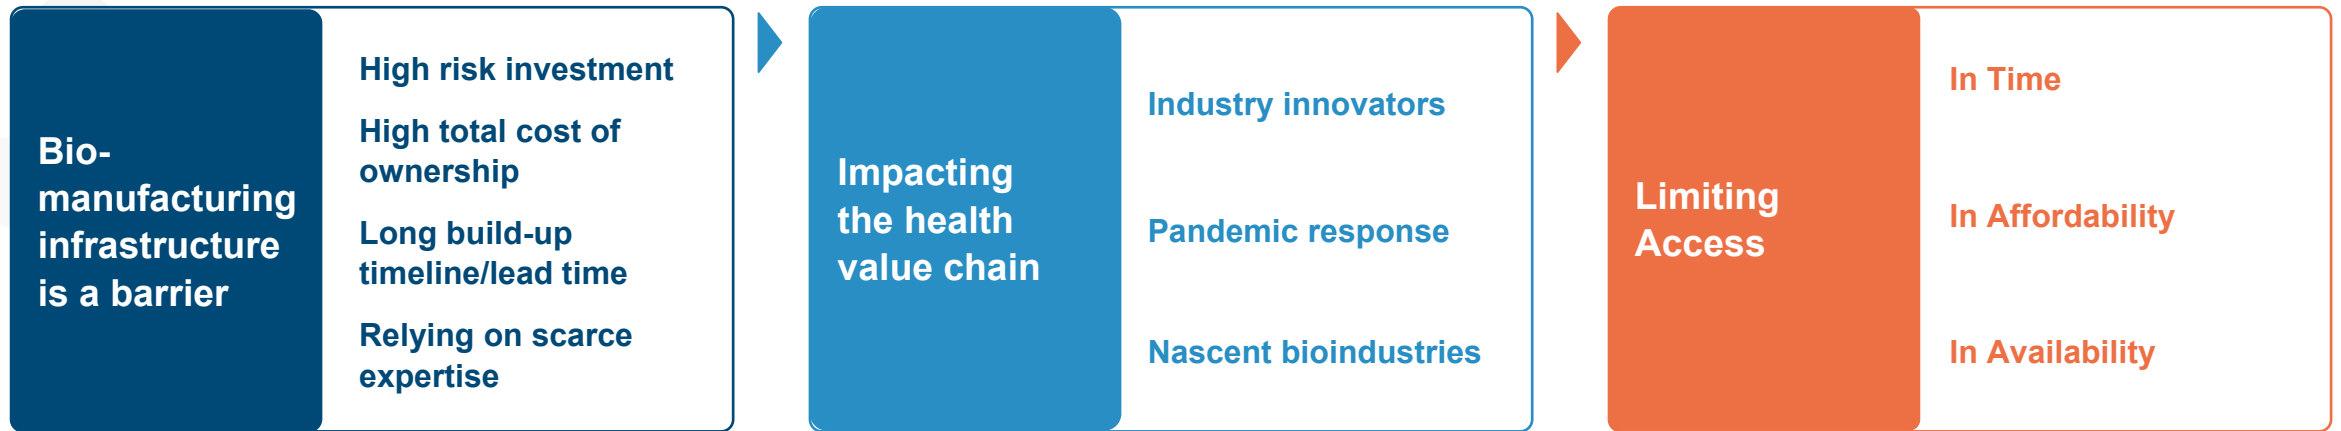 Bio-
manufacturing
infrastructure
is a barrier
High risk investment
High total cost of
ownership
Long build-up
timeline/lead time
Relying on scarce
expertise
Impacting
the health
value chain
Industry innovators
Pandemic response
Nascent bioindustries
Limiting
Access
In Time
In Affordability
In Availability